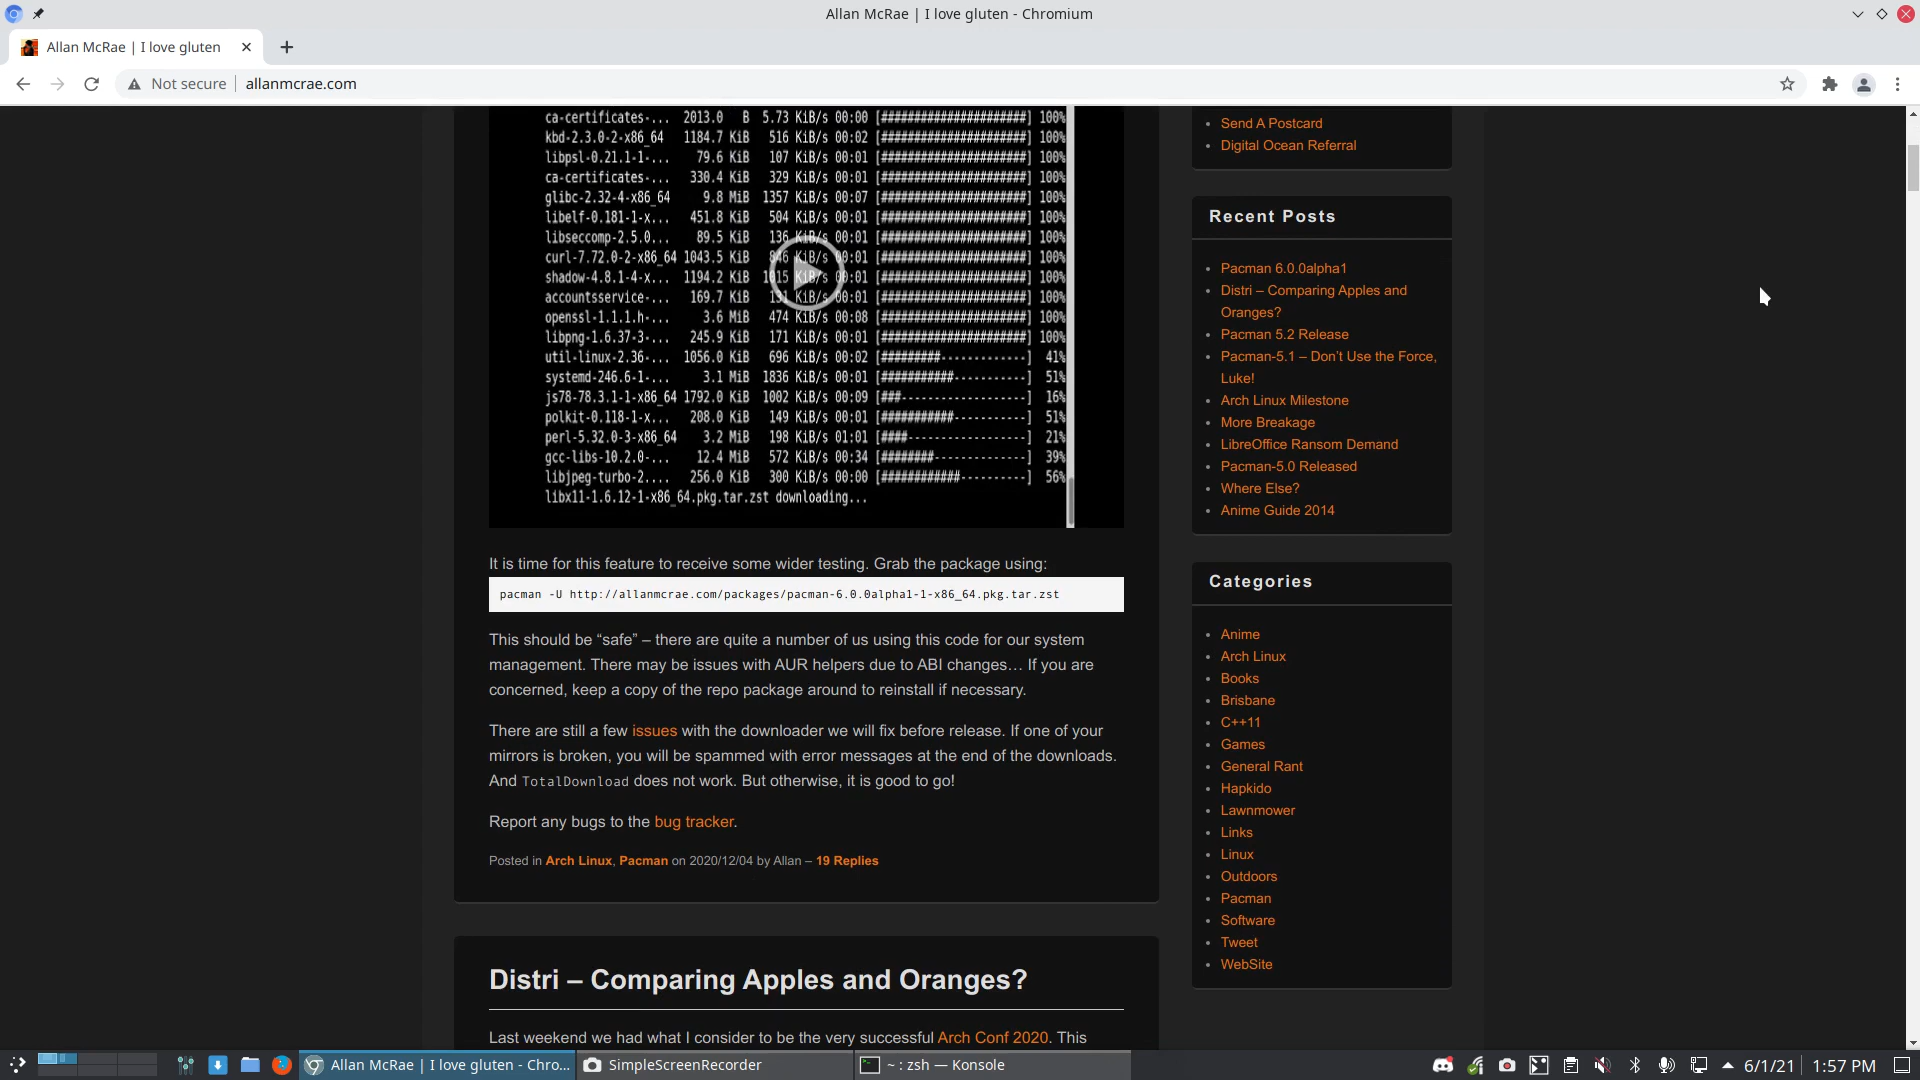 Allan McRae | I love gluten - Chromium
Allan McRae | I love gluten
Not secure
allanmcrae.com
ca-certificates-... 2013.0 B 5.73 KiB/s 00:00 [######################] 100%
kbd-2.3.0-2-x86_64 1184.7 KiB 516 KiB/s 00:02 [######################] 100%
libpsl-0.21.1-1-... 79.6 KiB 107 KiB/s 00:01 [######################] 100%
ca-certificates-... 330.4 KiB 329 KiB/s 00:01 [######################] 100%
glibc-2.32-4-x86_64 9.8 MiB 1357 KiB/s 00:07 [######################] 100%
libelf-0.181-1-x... 451.8 KiB 504 KiB/s 00:01 [######################] 100%
libseccomp-2.5.0... 89.5 KiB 136 KiB/s 00:01 [######################] 100%
curl-7.72.0-2-x86_64 1043.5 KiB 846 KiB/s 00:01 [######################] 100%
shadow-4.8.1-4-x... 1194.2 KiB 1015 KiB/s 00:01 [######################] 100%
accountsservice-... 169.7 KiB 131 KiB/s 00:01 [######################] 100%
openssl-1.1.1.h-... 3.6 MiB 474 KiB/s 00:08 [######################] 100%
libpng-1.6.37-3-... 245.9 KiB 171 KiB/s 00:01 [######################] 100%
util-linux-2.36-... 1056.0 KiB 696 KiB/s 00:02 [#########-------------] 41%
systemd-246.6-1-... 3.1 MiB 1836 KiB/s 00:01 [###########-----------] 51%
js78-78.3.1-1-x86_64 1792.0 KiB 1002 KiB/s 00:09 [###-------------------] 16%
polkit-0.118-1-x... 208.0 KiB 149 KiB/s 00:01 [###########-----------] 51%
perl-5.32.0-3-x86_64 3.2 MiB 198 KiB/s 01:01 [####------------------] 21%
gcc-libs-10.2.0-... 12.4 MiB 572 KiB/s 00:34 [########--------------] 39%
libjpeg-turbo-2.... 256.0 KiB 300 KiB/s 00:00 [############----------] 56%
libx11-1.6.12-1-x86_64.pkg.tar.zst downloading...
It is time for this feature to receive some wider testing. Grab the package using:
pacman -U http://allanmcrae.com/packages/pacman-6.0.0alpha1-1-x86_64.pkg.tar.zst
This should be “safe” – there are quite a number of us using this code for our system
management. There may be issues with AUR helpers due to ABI changes… If you are
concerned, keep a copy of the repo package around to reinstall if necessary.
There are still a few issues with the downloader we will fix before release. If one of your
mirrors is broken, you will be spammed with error messages at the end of the downloads.
And TotalDownload does not work. But otherwise, it is good to go!
Report any bugs to the bug tracker.
Posted in Arch Linux, Pacman on 2020/12/04 by Allan – 19 Replies
Distri – Comparing Apples and Oranges?
Last weekend we had what I consider to be the very successful Arch Conf 2020. This
Send A Postcard
Digital Ocean Referral
Recent Posts
Pacman 6.0.0alpha1
Distri – Comparing Apples and
Oranges?
Pacman 5.2 Release
Pacman-5.1 – Don’t Use the Force,
Luke!
Arch Linux Milestone
More Breakage
LibreOffice Ransom Demand
Pacman-5.0 Released
Where Else?
Anime Guide 2014
Categories
Anime
Arch Linux
Books
Brisbane
C++11
Games
General Rant
Hapkido
Lawnmower
Links
Linux
Outdoors
Pacman
Software
Tweet
WebSite
Allan McRae | I love gluten - Chro...
SimpleScreenRecorder
~ : zsh — Konsole
6/1/21
1:57 PM